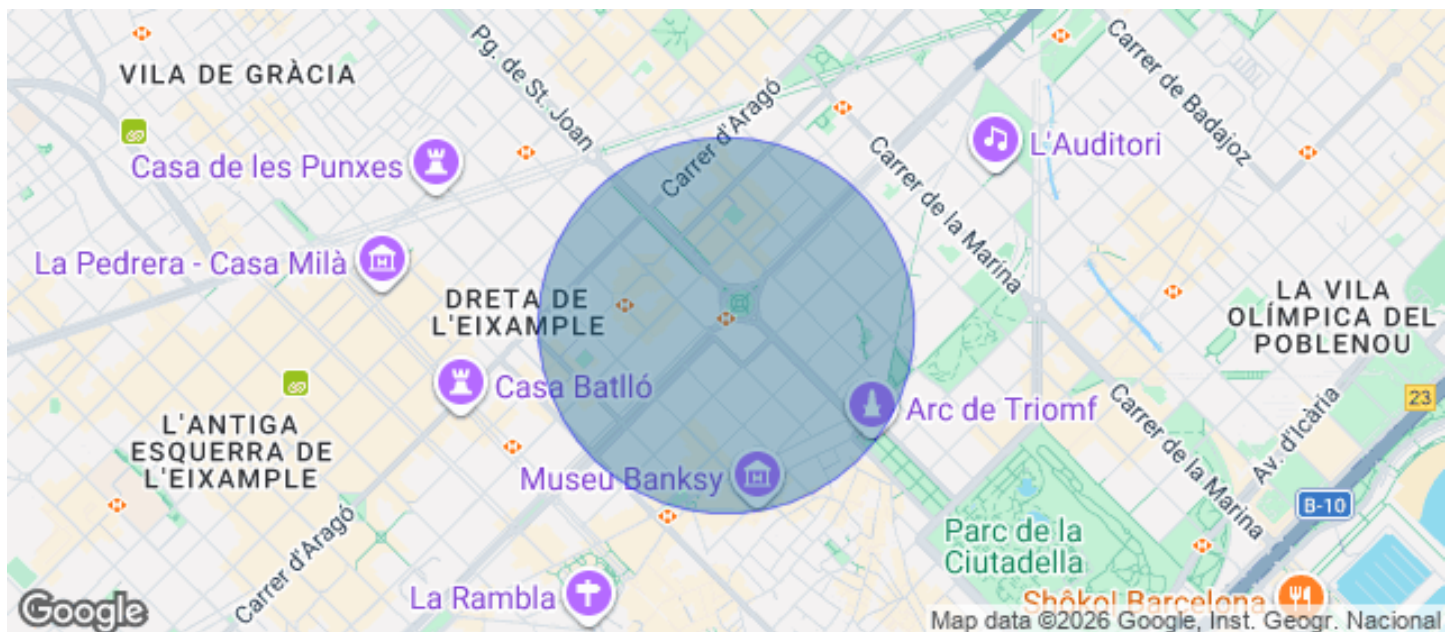 VILA DE GRÀCIA
Pg. de St. Joan
Carrer d'Aragó
Carrer de Badajoz
Casa de les Punxes
L'Auditori
Carrer de la Marina
La Pedrera - Casa Milà
DRETA DE
L'EIXAMPLE
LA VILA
OLÍMPICA DEL
POBLENOU
Casa Batlló
Arc de Triomf
23
L'ANTIGA
ESQUERRA DE
L'EIXAMPLE
Av. d'Icària
Carrer de la Marina
Museu Banksy
B-10
Carrer d'Aragó
Parc de la
Ciutadella
La Rambla
Shôko! Barcelona
Google
Map data ©2026 Google, Inst. Geogr. Nacional